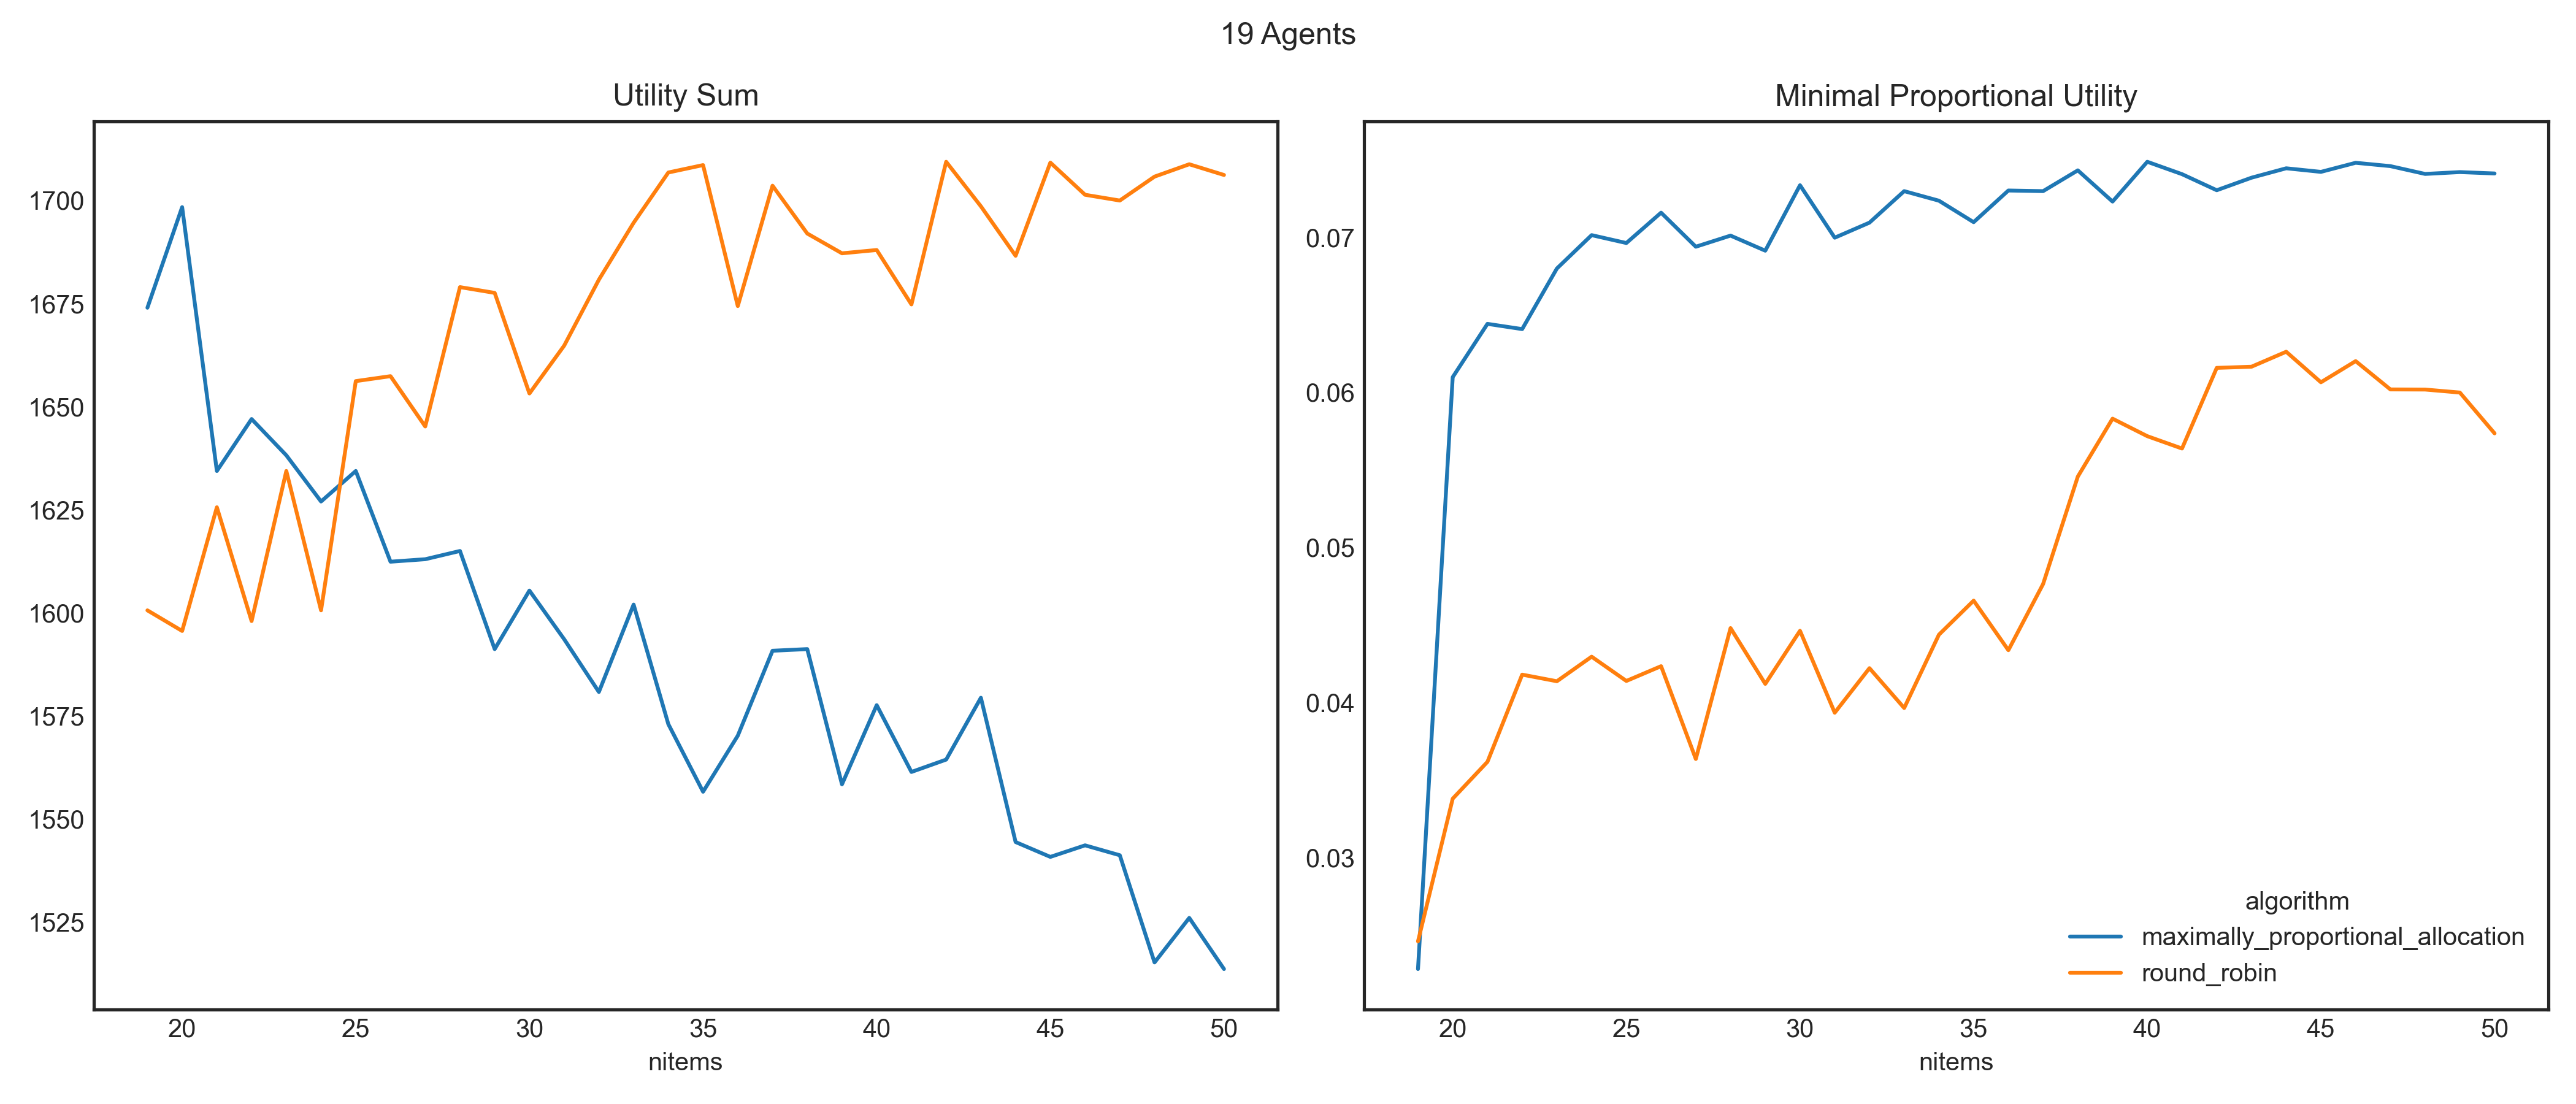 19 Agents
Utility Sum
1700
1675
1650
1625
1600
1575
1550
1525
20 25 30 35 40 45 50
nitems
Minimal Proportional Utility
0.07
0.06
0.05
0.04
0.03
algorithm
maximally_proportional_allocation
round_robin
20 25 30 35 40 45 50
nitems